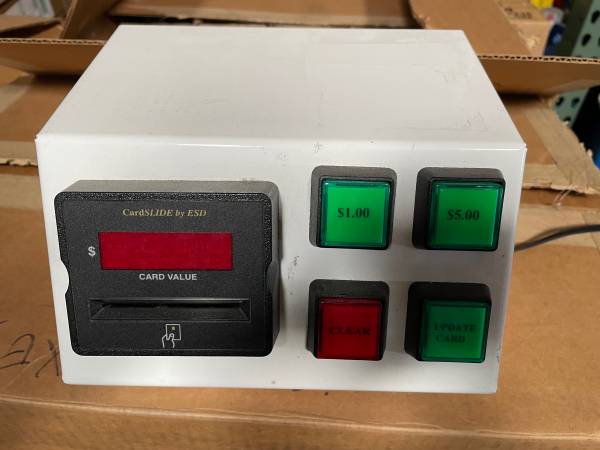 CardSLIDE by ESD
$
CARD VALUE
$1.00
$5.00
CLEAR
UPDATE
CARD